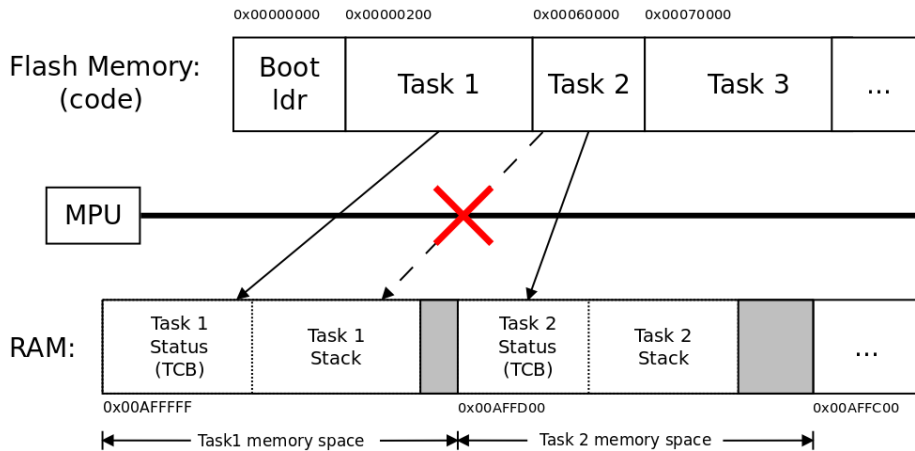 0x00000000 0x00000200 0x00060000 0x00070000
Flash Memory:
(code)
Boot
ldr
Task 1
Task 2
Task 3
...
MPU
RAM:
Task 1
Status
(TCB)
Task 1
Stack
Task 2
Status
(TCB)
Task 2
Stack
...
0x00AFFFFF 0x00AFFD00 0x00AFFC00
Task1 memory space Task 2 memory space